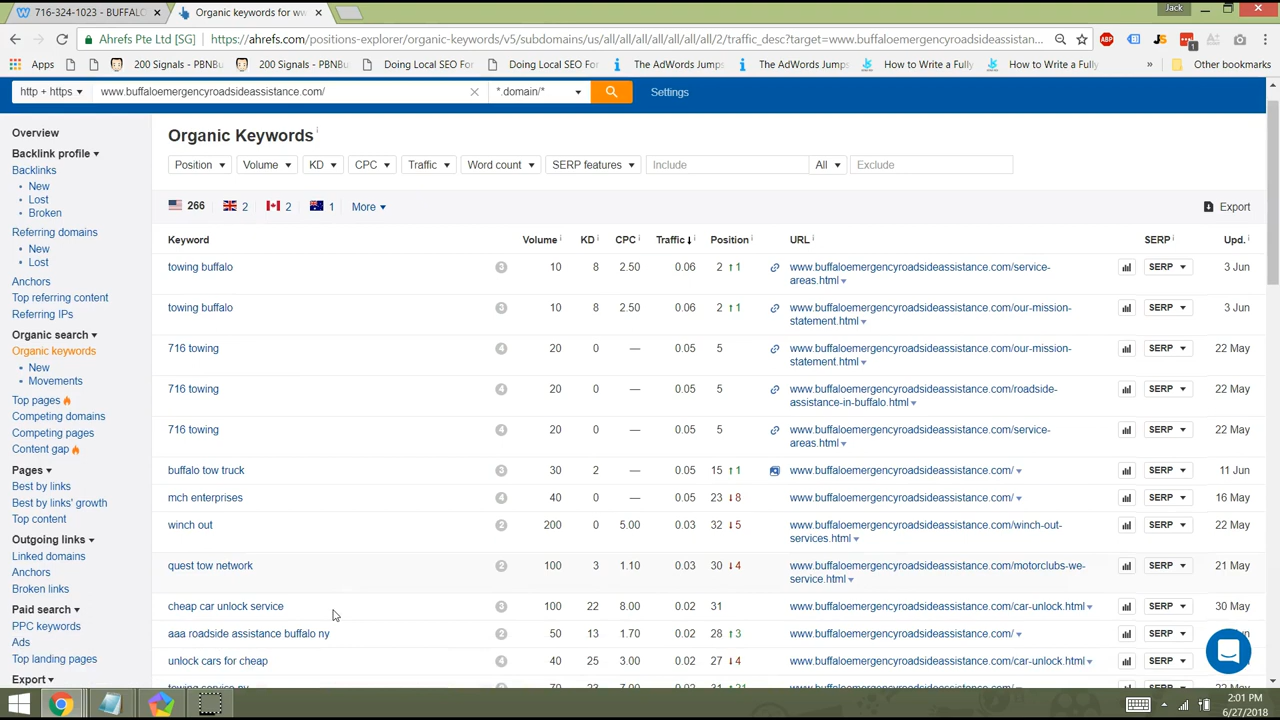 716-324-1023 - BUFFALO
Organic keywords for ww
Jack
Ahrefs Pte Ltd [SG]
https://ahrefs.com/positions-explorer/organic-keywords/v5/subdomains/us/all/all/all/all/all/all/2/traffic_desc?target=www.buffaloemergencyroadsideassistan...
Apps
200 Signals - PBNBu
200 Signals - PBNBu
Doing Local SEO For
Doing Local SEO For
The AdWords Jump
The AdWords Jumps
How to Write a Fully
How to Write a Fully
Other bookmarks
http + https
www.buffaloemergencyroadsideassistance.com/
*.domain/*
Settings
Overview
Backlink profile
Backlinks
• New
• Lost
• Broken
Referring domains
• New
• Lost
Anchors
Top referring content
Referring IPs
Organic search
Organic keywords
• New
• Movements
Top pages
Competing domains
Competing pages
Content gap
Pages
Best by links
Best by links' growth
Top content
Outgoing links
Linked domains
Anchors
Broken links
Paid search
PPC keywords
Ads
Top landing pages
Export
Organic Keywords
Position Volume KD CPC Traffic Word count SERP features Include All Exclude
266 2 2 1 More
Export
Keyword Volume KD CPC Traffic Position URL SERP Upd.
towing buffalo 3 10 8 2.50 0.06 2 ↑1 www.buffaloemergencyroadsideassistance.com/service- SERP 3 Jun
areas.html
towing buffalo 3 10 8 2.50 0.06 2 ↑1 www.buffaloemergencyroadsideassistance.com/our-mission- SERP 3 Jun
statement.html
716 towing 4 20 0 — 0.05 5 www.buffaloemergencyroadsideassistance.com/our-mission- SERP 22 May
statement.html
716 towing 4 20 0 — 0.05 5 www.buffaloemergencyroadsideassistance.com/roadside- SERP 22 May
assistance-in-buffalo.html
716 towing 4 20 0 — 0.05 5 www.buffaloemergencyroadsideassistance.com/service- SERP 22 May
areas.html
buffalo tow truck 3 30 2 — 0.05 15 ↑1 www.buffaloemergencyroadsideassistance.com/ SERP 11 Jun
mch enterprises 4 40 0 — 0.05 23 ↓8 www.buffaloemergencyroadsideassistance.com/ SERP 16 May
winch out 2 200 0 5.00 0.03 32 ↓5 www.buffaloemergencyroadsideassistance.com/winch-out- SERP 22 May
services.html
quest tow network 2 100 3 1.10 0.03 30 ↓4 www.buffaloemergencyroadsideassistance.com/motorclubs-we- SERP 21 May
service.html
cheap car unlock service 3 100 22 8.00 0.02 31 www.buffaloemergencyroadsideassistance.com/car-unlock.html SERP 30 May
aaa roadside assistance buffalo ny 2 50 13 1.70 0.02 28 ↑3 www.buffaloemergencyroadsideassistance.com/ SERP
unlock cars for cheap 4 40 25 3.00 0.02 27 ↓4 www.buffaloemergencyroadsideassistance.com/car-unlock.html SERP
2:01 PM
6/27/2018